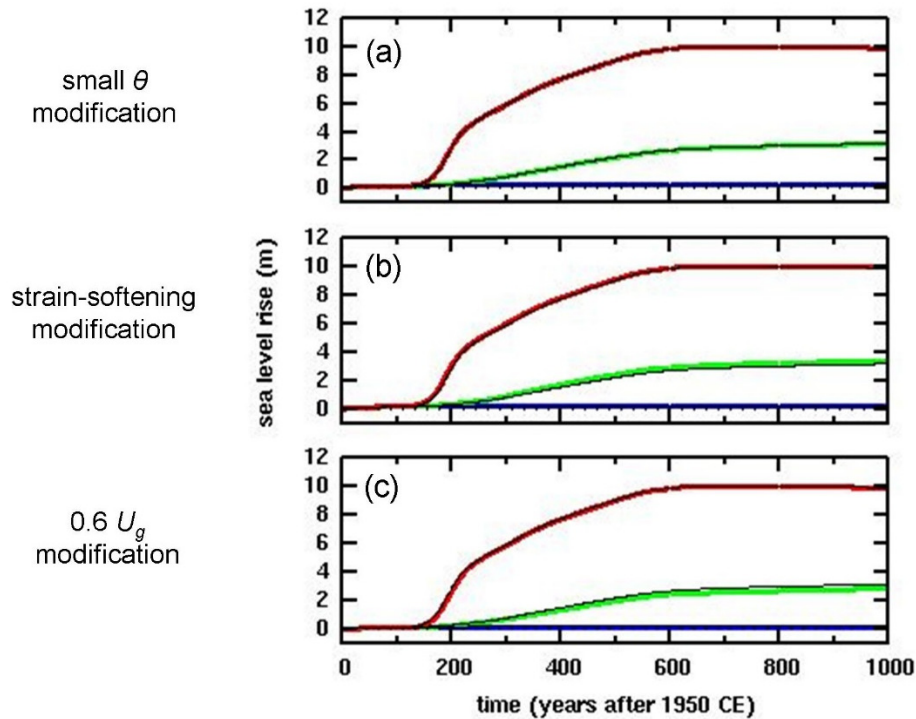 small θ
modification
(a)
12
10
8
6
4
2
0
strain-softening
modification
(b)
12
10
8
6
4
2
0
sea level rise (m)
0.6 U_g
modification
(c)
12
10
8
6
4
2
0
0 200 400 600 800 1000
time (years after 1950 CE)